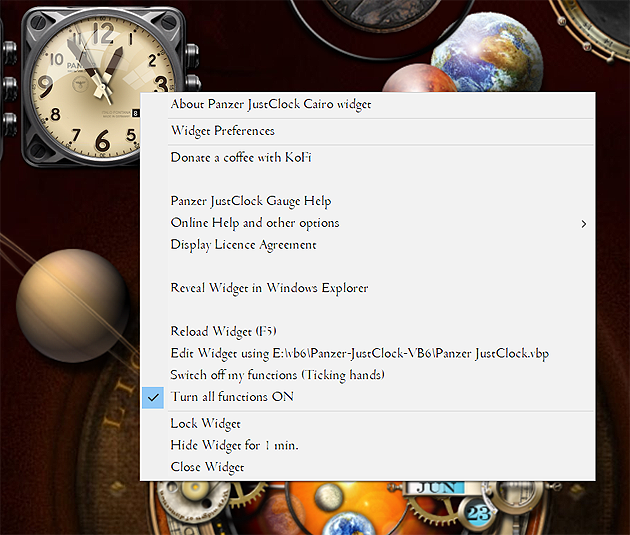 12
1
2
3
5
6
7
8
9
10
11
8
About Panzer JustClock Cairo widget
Widget Preferences
Donate a coffee with KoFi
Panzer JustClock Gauge Help
Online Help and other options
Display Licence Agreement
Reveal Widget in Windows Explorer
Reload Widget (F5)
Edit Widget using E:\vb6\Panzer-JustClock-VB6\Panzer JustClock.vbp
Switch off my functions (Ticking hands)
Turn all functions ON
Lock Widget
Hide Widget for 1 min.
Close Widget
JUN
23